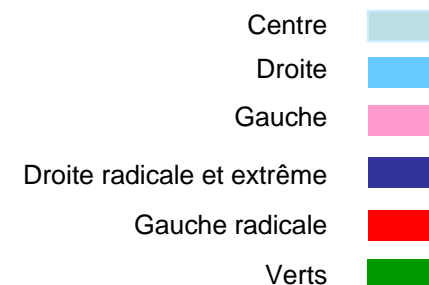 Centre
Droite
Gauche
Droite radicale et extrême
Gauche radicale
Verts